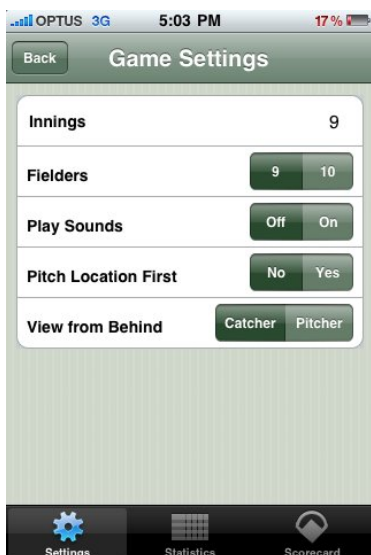 OPTUS 3G 5:03 PM 17%
Back Game Settings
Innings 9
Fielders 9 10
Play Sounds Off On
Pitch Location First No Yes
View from Behind Catcher Pitcher
Settings Statistics Scorecard